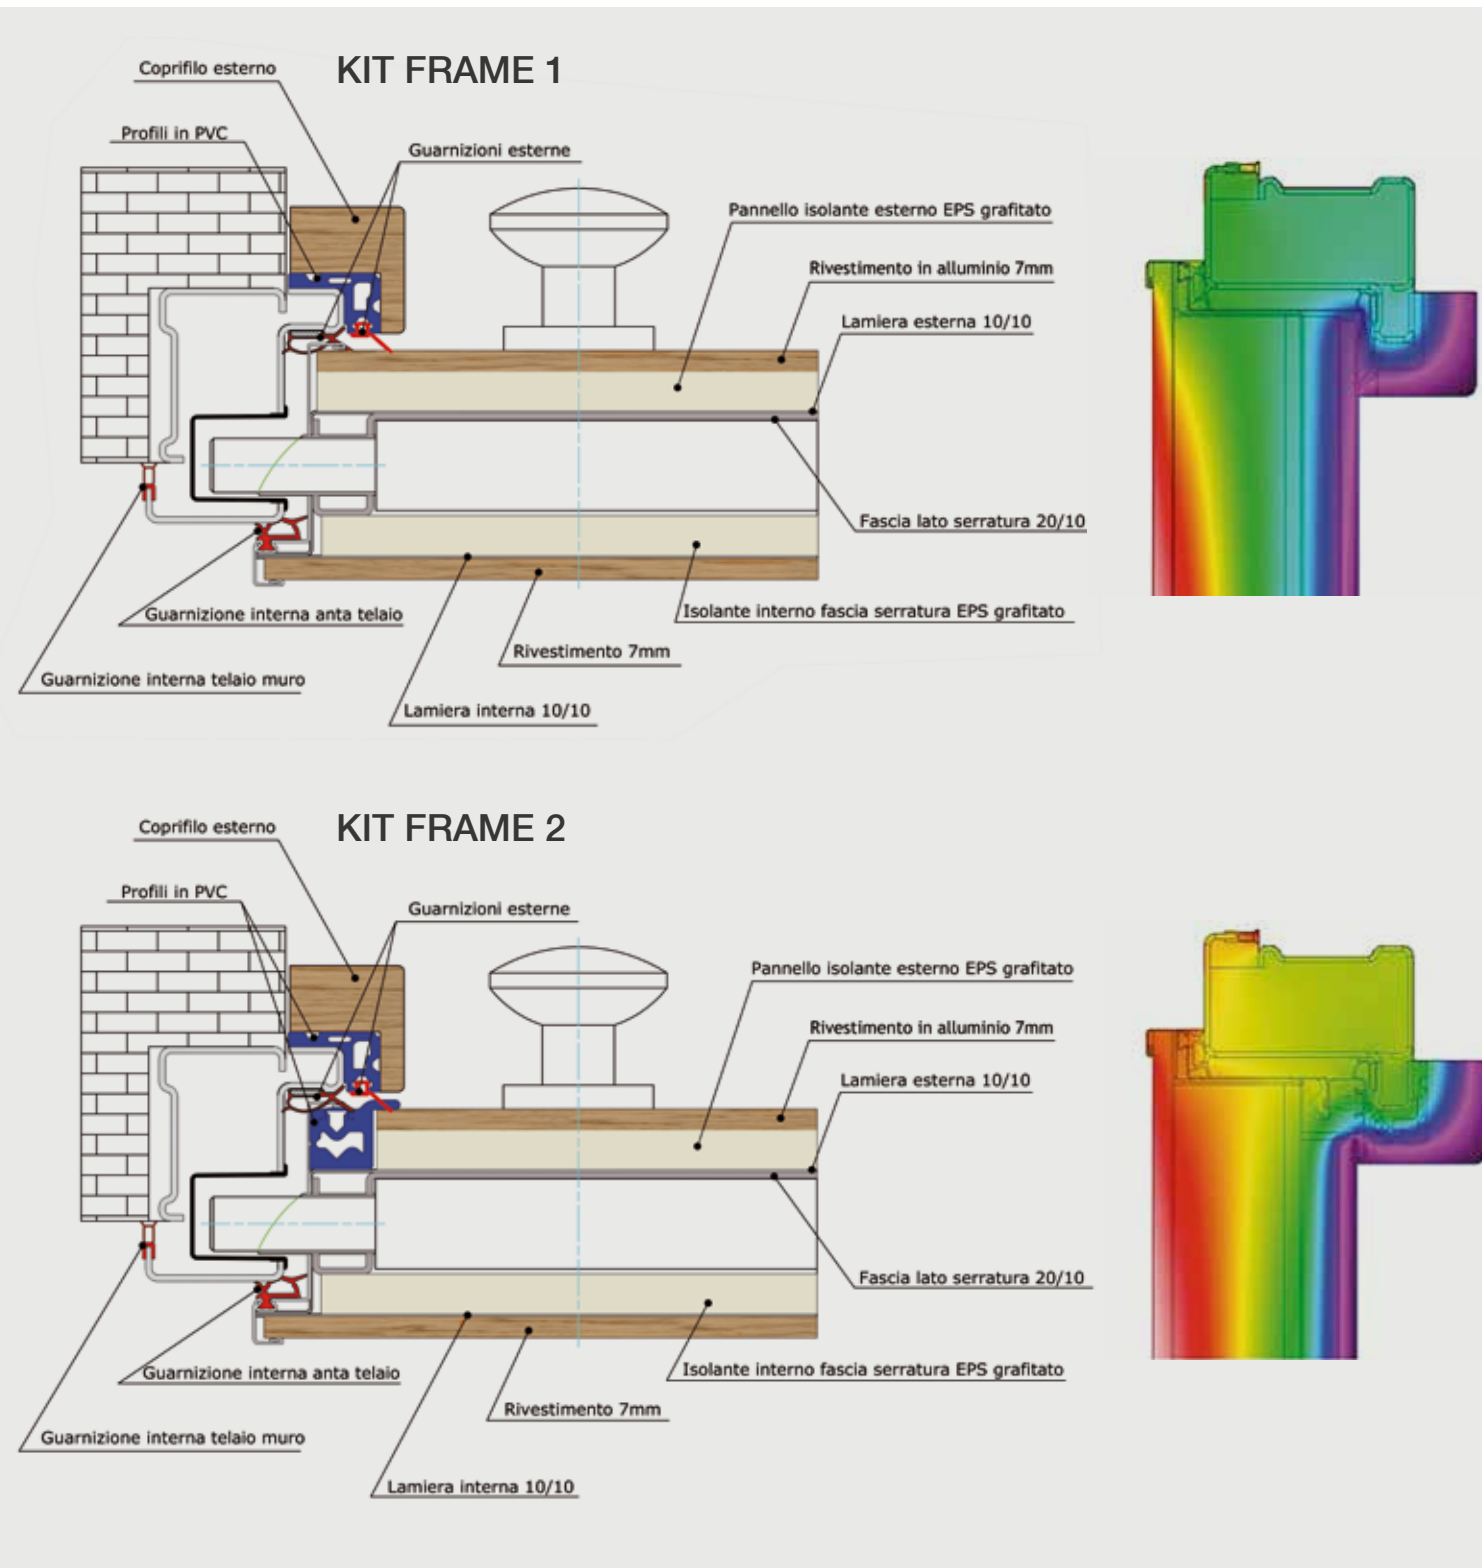 KIT FRAME 1
Coprifilo esterno
Profili in PVC
Guarnizioni esterne
Pannello isolante esterno EPS grafitato
Rivestimento in alluminio 7mm
Lamiera esterna 10/10
Fascia lato serratura 20/10
Isolante interno fascia serratura EPS grafitato
Guarnizione interna anta telaio
Rivestimento 7mm
Guarnizione interna telaio muro
Lamiera interna 10/10
KIT FRAME 2
Coprifilo esterno
Profili in PVC
Guarnizioni esterne
Pannello isolante esterno EPS grafitato
Rivestimento in alluminio 7mm
Lamiera esterna 10/10
Fascia lato serratura 20/10
Isolante interno fascia serratura EPS grafitato
Guarnizione interna anta telaio
Rivestimento 7mm
Guarnizione interna telaio muro
Lamiera interna 10/10